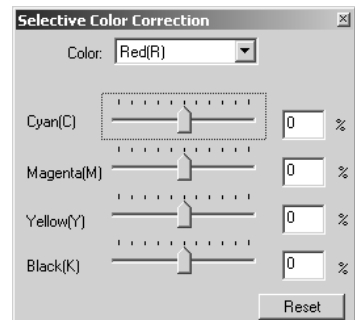 Selective Color Correction
Color: Red(R)
Cyan(C) 0 %
Magenta(M) 0 %
Yellow(Y) 0 %
Black(K) 0 %
Reset